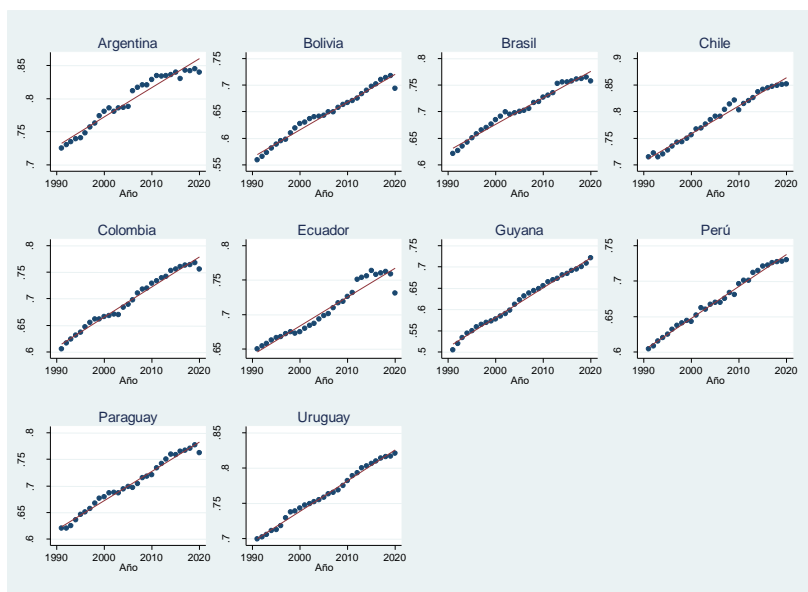 Argentina
.85
.8
.75
.7
1990 2000 2010 2020
Año
Bolivia
.75
.7
.65
.6
.55
1990 2000 2010 2020
Año
Brasil
.8
.75
.7
.65
.6
1990 2000 2010 2020
Año
Chile
.9
.85
.8
.75
.7
1990 2000 2010 2020
Año
Colombia
.8
.75
.7
.65
.6
1990 2000 2010 2020
Año
Ecuador
.8
.75
.7
.65
1990 2000 2010 2020
Año
Guyana
.75
.7
.65
.6
.55
.5
1990 2000 2010 2020
Año
Perú
.75
.7
.65
.6
1990 2000 2010 2020
Año
Paraguay
.8
.75
.7
.65
.6
1990 2000 2010 2020
Año
Uruguay
.85
.8
.75
.7
1990 2000 2010 2020
Año